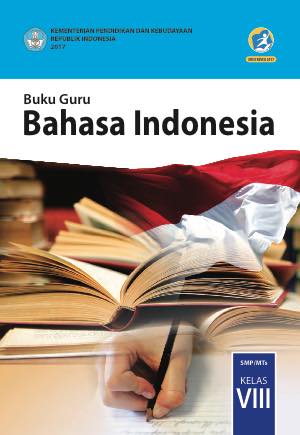 KEMENTERIAN PENDIDIKAN DAN KEBUDAYAAN
REPUBLIK INDONESIA
2017
Buku Guru
Bahasa Indonesia
SMP/MTs
KELAS
VIII